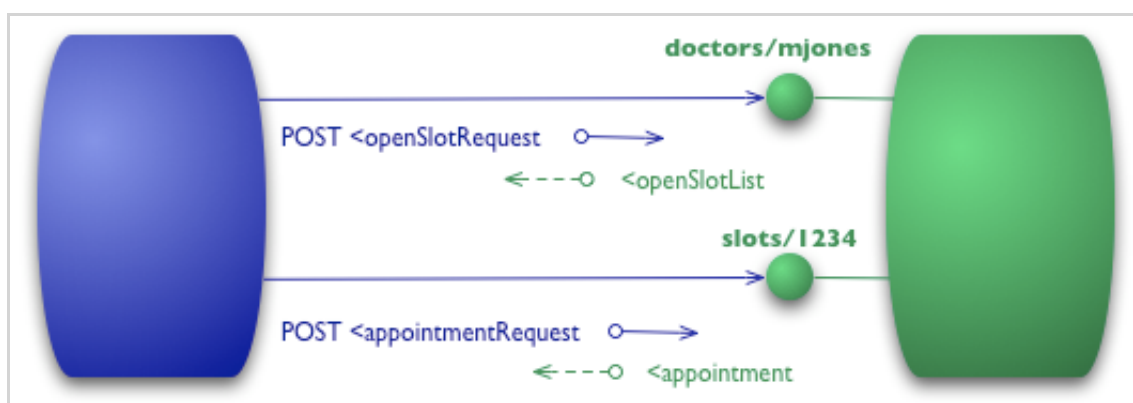 doctors/mjones
POST <openSlotRequest
<openSlotList
slots/1234
POST <appointmentRequest
<appointment